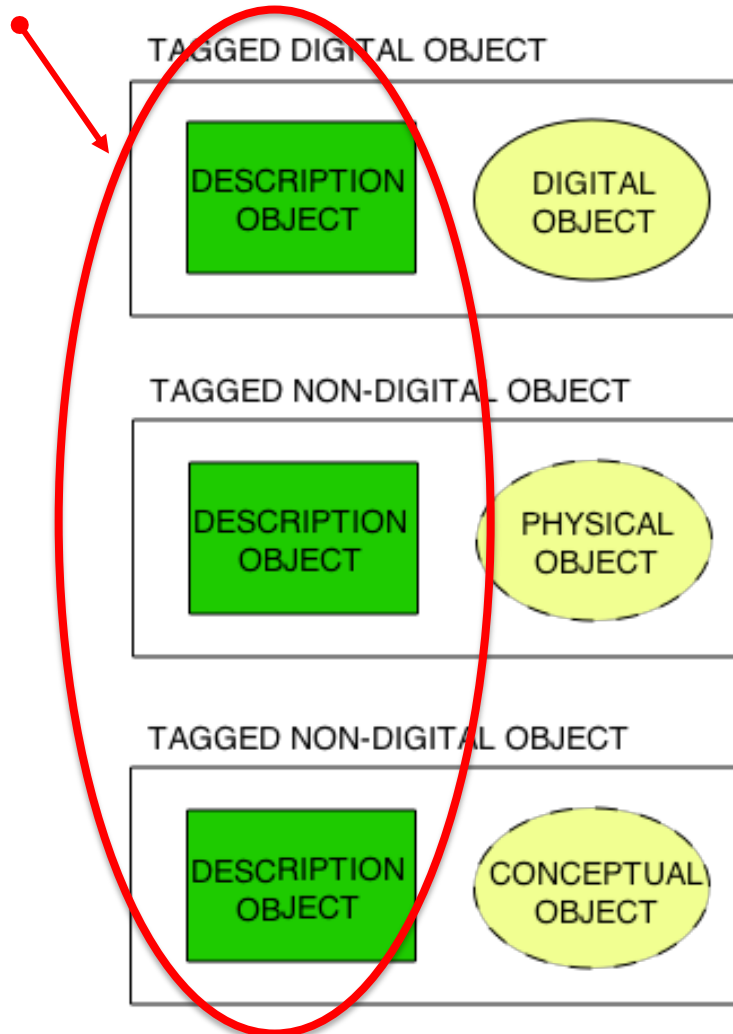 TAGGED DIGITAL OBJECT
DESCRIPTION
OBJECT
DIGITAL
OBJECT
TAGGED NON-DIGITAL OBJECT
DESCRIPTION
OBJECT
PHYSICAL
OBJECT
TAGGED NON-DIGITAL OBJECT
DESCRIPTION
OBJECT
CONCEPTUAL
OBJECT